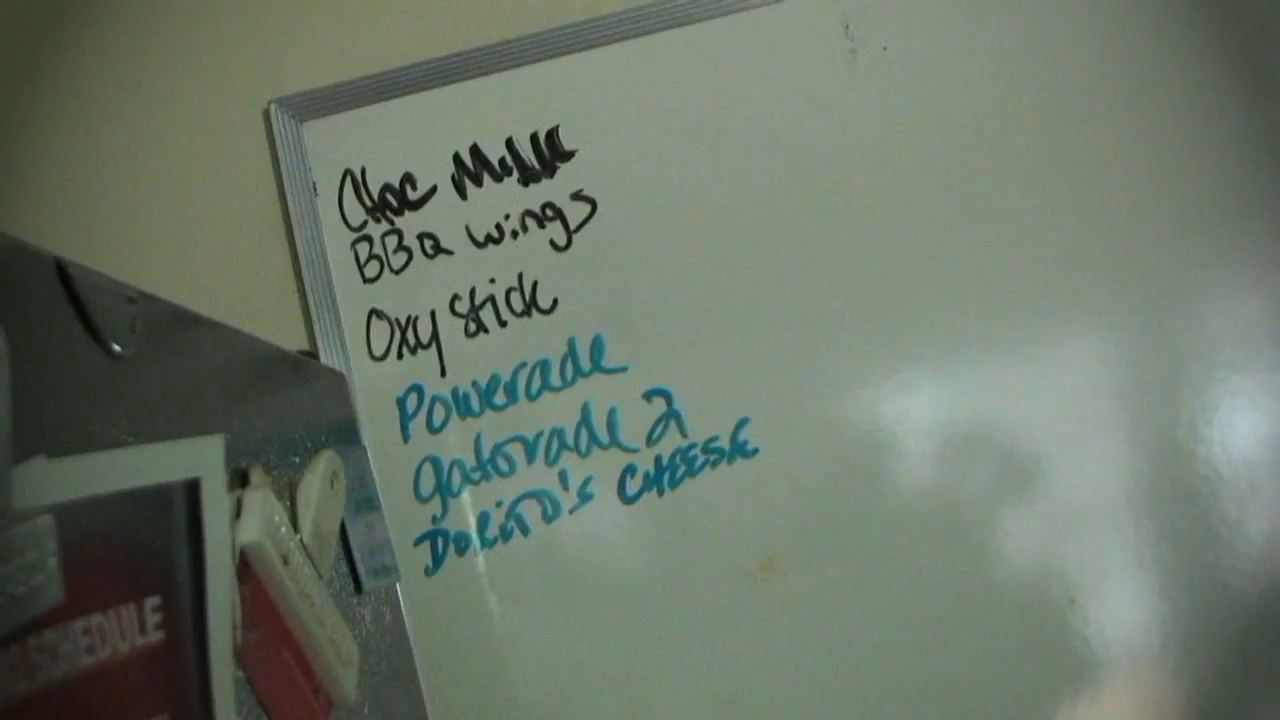 CHOC MILK
BBQ wings
Oxy stick
Powerade
gatorade 2
DORITO'S CHEESE
SCHEDULE